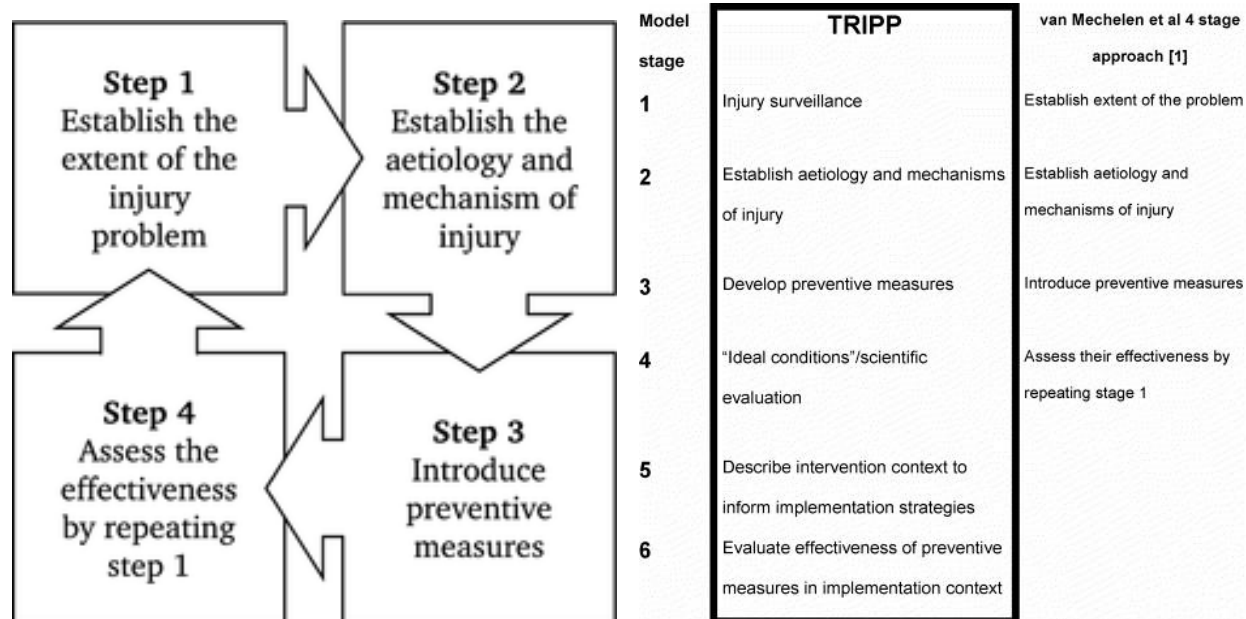 Step 1
Establish the
extent of the
injury
problem
Step 2
Establish the
aetiology and
mechanism of
injury
Step 4
Assess the
effectiveness
by repeating
step 1
Step 3
Introduce
preventive
measures
Model
stage
TRIPP
van Mechelen et al 4 stage
approach [1]
1
Injury surveillance
Establish extent of the problem
2
Establish aetiology and mechanisms
of injury
Establish aetiology and
mechanisms of injury
3
Develop preventive measures
Introduce preventive measures
4
“Ideal conditions”/scientific
evaluation
Assess their effectiveness by
repeating stage 1
5
Describe intervention context to
inform implementation strategies
6
Evaluate effectiveness of preventive
measures in implementation context